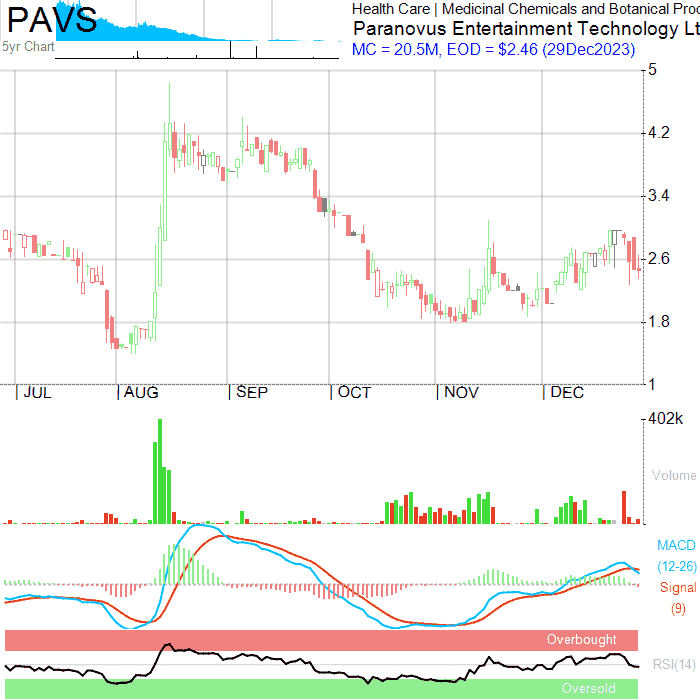 PAVS
5yr Chart
Health Care | Medicinal Chemicals and Botanical Proc
Paranovus Entertainment Technology Lt
MC = 20.5M, EOD = $2.46 (29Dec2023)
5
4.2
3.4
2.6
1.8
1
JUL AUG SEP OCT NOV DEC
402k
Volume
MACD
(12-26)
Signal
(9)
Overbought
RSI(14)
Oversold